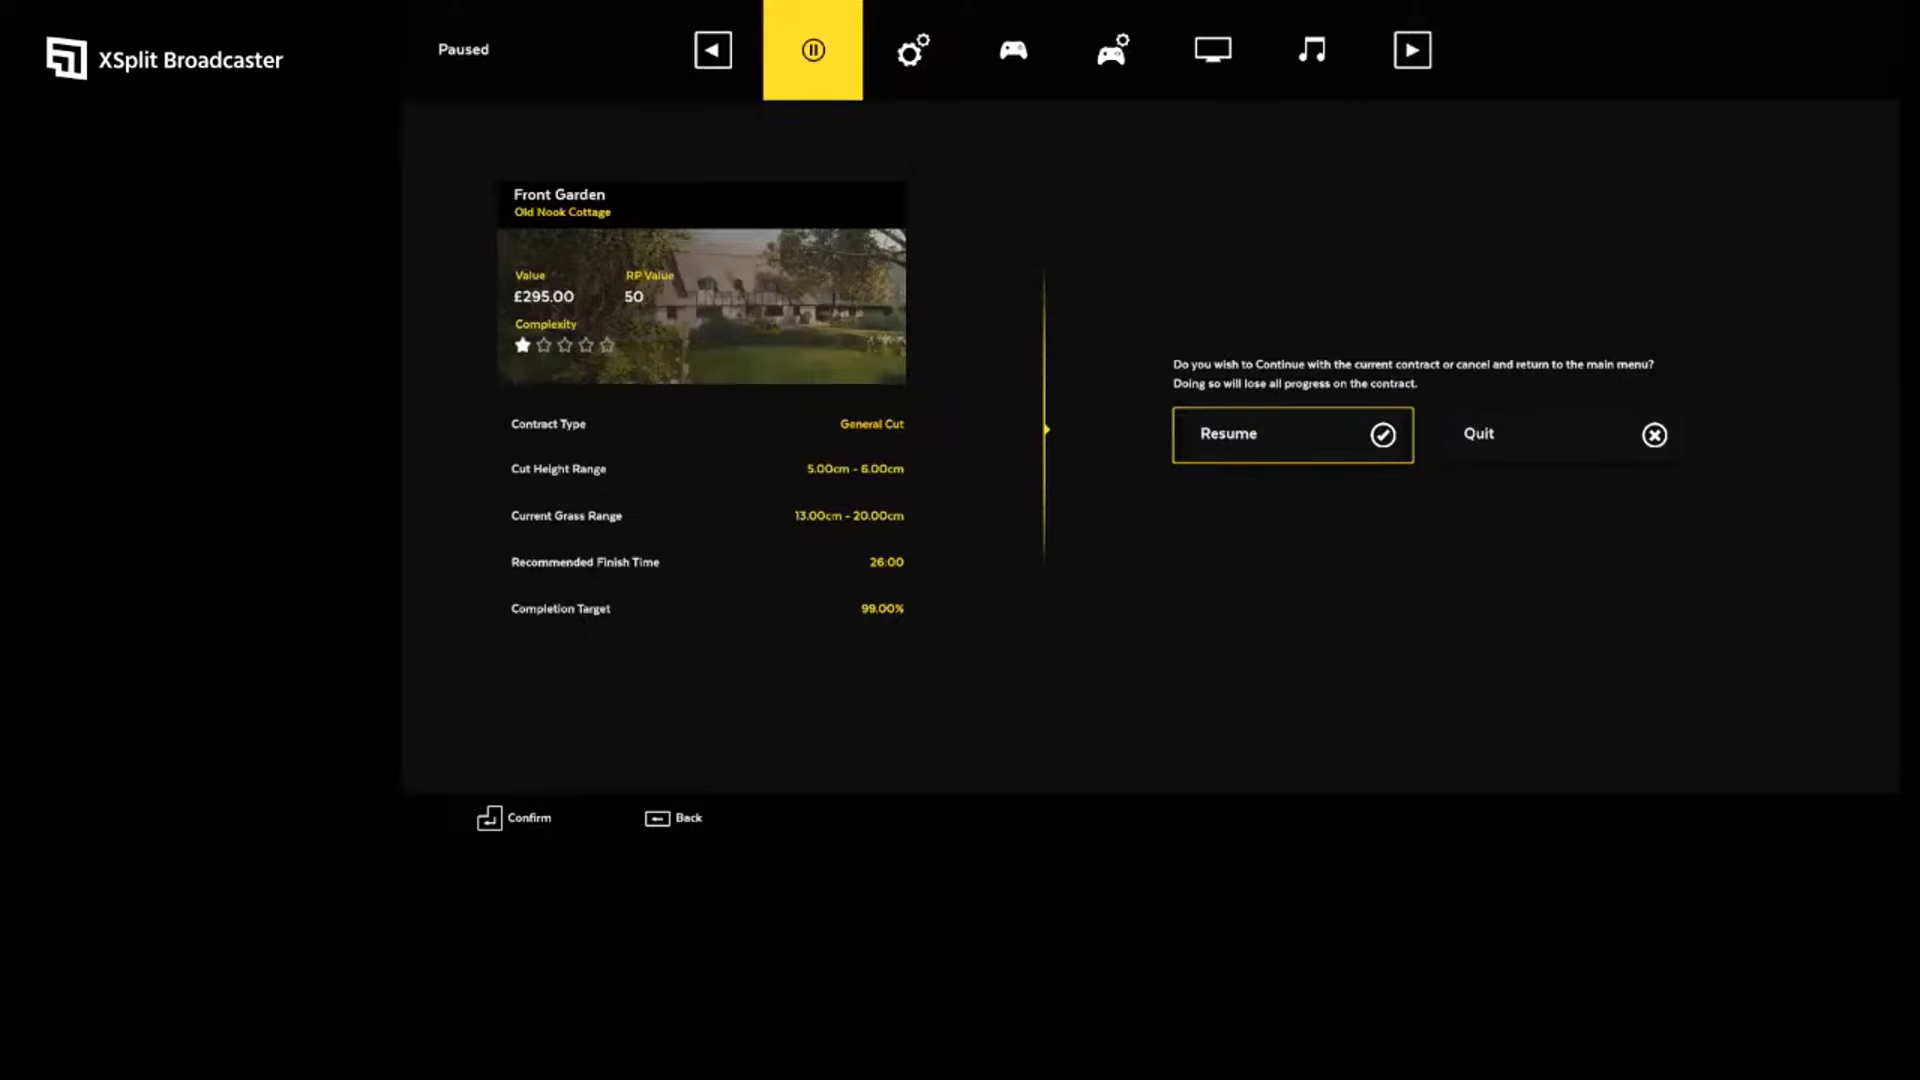 XSplit Broadcaster
Paused
Front Garden
Old Nook Cottage
Value
RP Value
£295.00
50
Complexity
Contract Type
General Cut
Cut Height Range
5.00cm - 6.00cm
Current Grass Range
13.00cm - 20.00cm
Recommended Finish Time
26:00
Completion Target
99.00%
Do you wish to Continue with the current contract or cancel and return to the main menu?
Doing so will lose all progress on the contract.
Resume
Quit
Confirm
Back